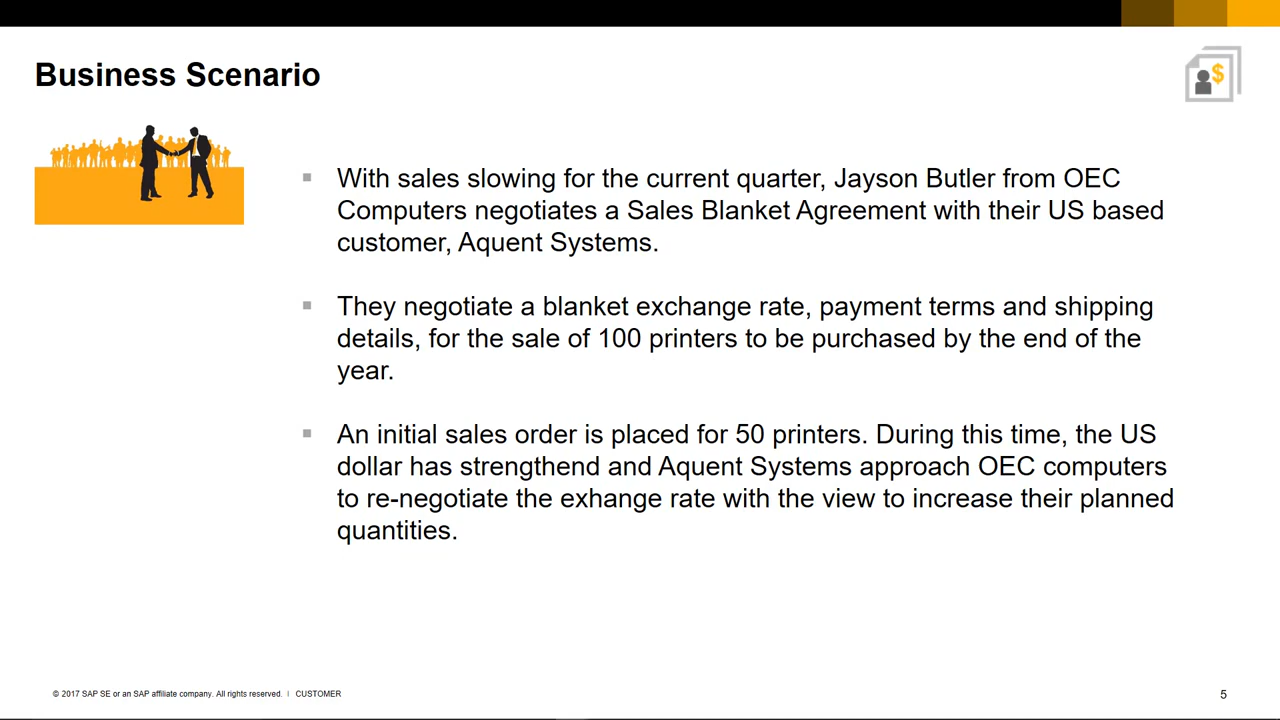 Business Scenario
$
▪ With sales slowing for the current quarter, Jayson Butler from OEC
Computers negotiates a Sales Blanket Agreement with their US based
customer, Aquent Systems.
▪ They negotiate a blanket exchange rate, payment terms and shipping
details, for the sale of 100 printers to be purchased by the end of the
year.
▪ An initial sales order is placed for 50 printers. During this time, the US
dollar has strengthend and Aquent Systems approach OEC computers
to re-negotiate the exhange rate with the view to increase their planned
quantities.
© 2017 SAP SE or an SAP affiliate company. All rights reserved. | CUSTOMER
5